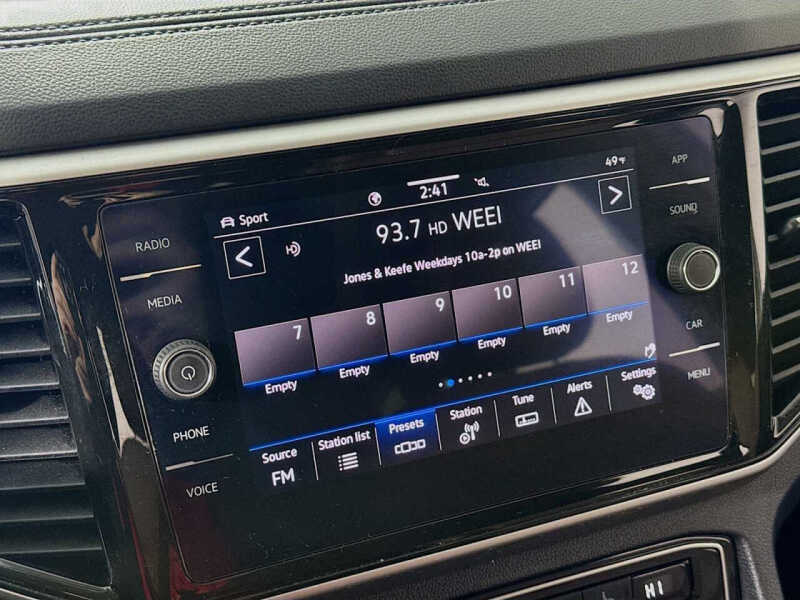 RADIO
MEDIA
PHONE
VOICE
Sport
2:41
49°F
93.7 HD WEEI
Jones & Keefe Weekdays 10a-2p on WEEI
7 8 9 10 11 12
Empty Empty Empty Empty Empty Empty
Source Station list Presets Station Tune Alerts Settings
FM
APP
SOUND
CAR
MENU
HI